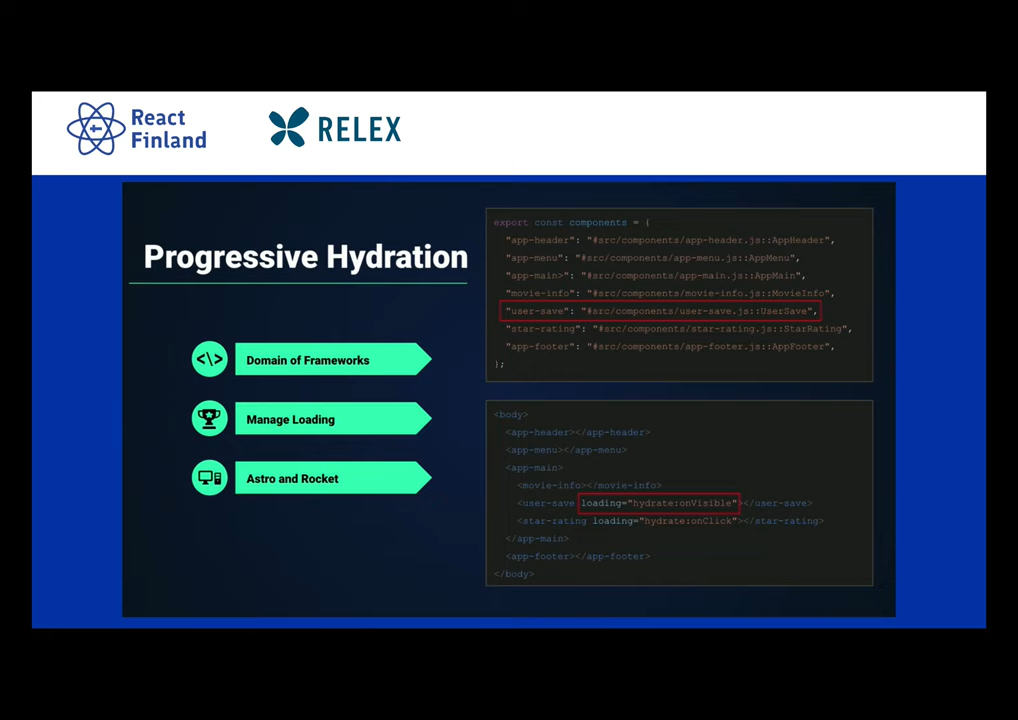 React
Finland
RELEX
Progressive Hydration
Domain of Frameworks
Manage Loading
Astro and Rocket
export const components = {
"app-header": "#src/components/app-header.js::AppHeader",
"app-menu": "#src/components/app-menu.js::AppMenu",
"app-main>": "#src/components/app-main.js::AppMain",
"movie-info": "#src/components/movie-info.js::MovieInfo",
"user-save": "#src/components/user-save.js::UserSave",
"star-rating": "#src/components/star-rating.js::StarRating",
"app-footer": "#src/components/app-footer.js::AppFooter",
};
<body>
<app-header></app-header>
<app-menu></app-menu>
<app-main>
<movie-info></movie-info>
<user-save loading="hydrate:onVisible"></user-save>
<star-rating loading="hydrate:onClick"></star-rating>
</app-main>
<app-footer></app-footer>
</body>